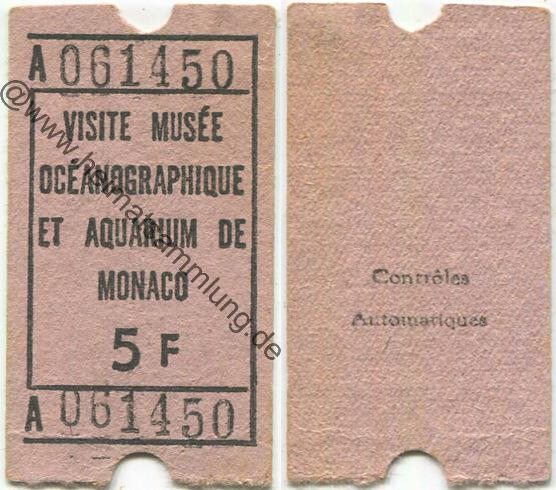 A 061450
VISITE MUSÉE
OCÉANOGRAPHIQUE
ET AQUARIUM DE
MONACO
5 F
A 061450
Contrôles
Automatiques
@www.heimatsammlung.de